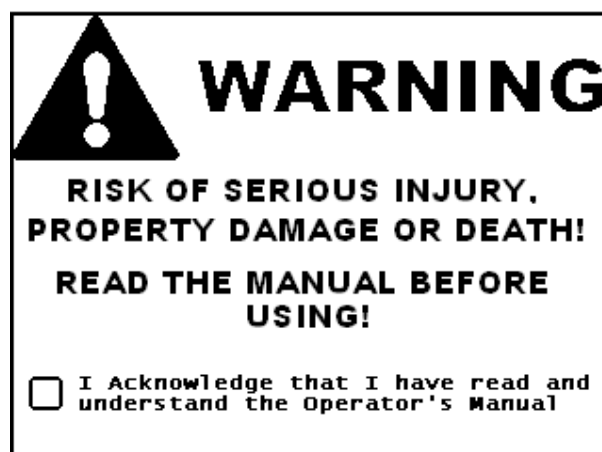 WARNING
RISK OF SERIOUS INJURY,
PROPERTY DAMAGE OR DEATH!
READ THE MANUAL BEFORE
USING!
I Acknowledge that I have read and
understand the Operator's Manual